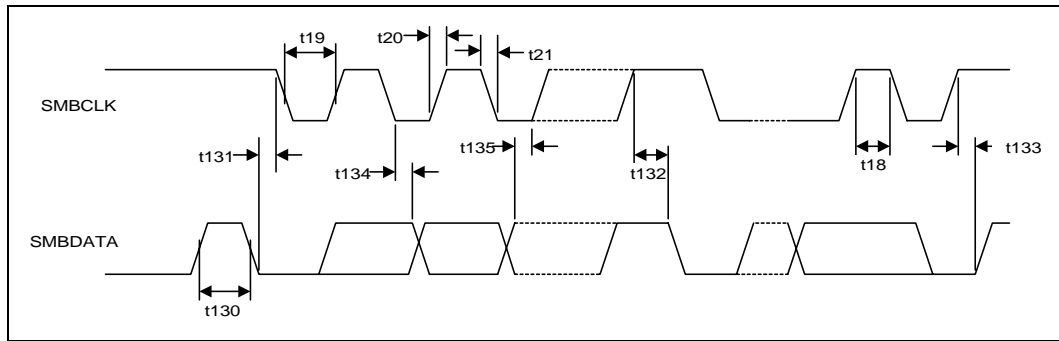 t19
t20
t21
SMBCLK
t131
t134
t135
t132
t18
t133
SMBDATA
t130